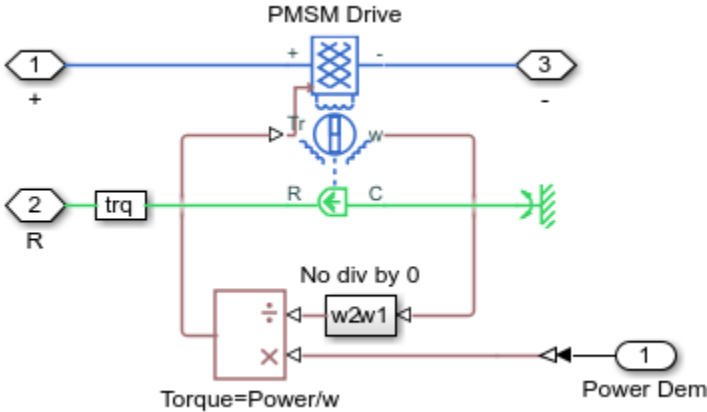 PMSM Drive
1
+
-
3
+
-
Tr
w
2
trq
R
C
R
No div by 0
÷
w2w1
×
1
Torque=Power/w
Power Dem